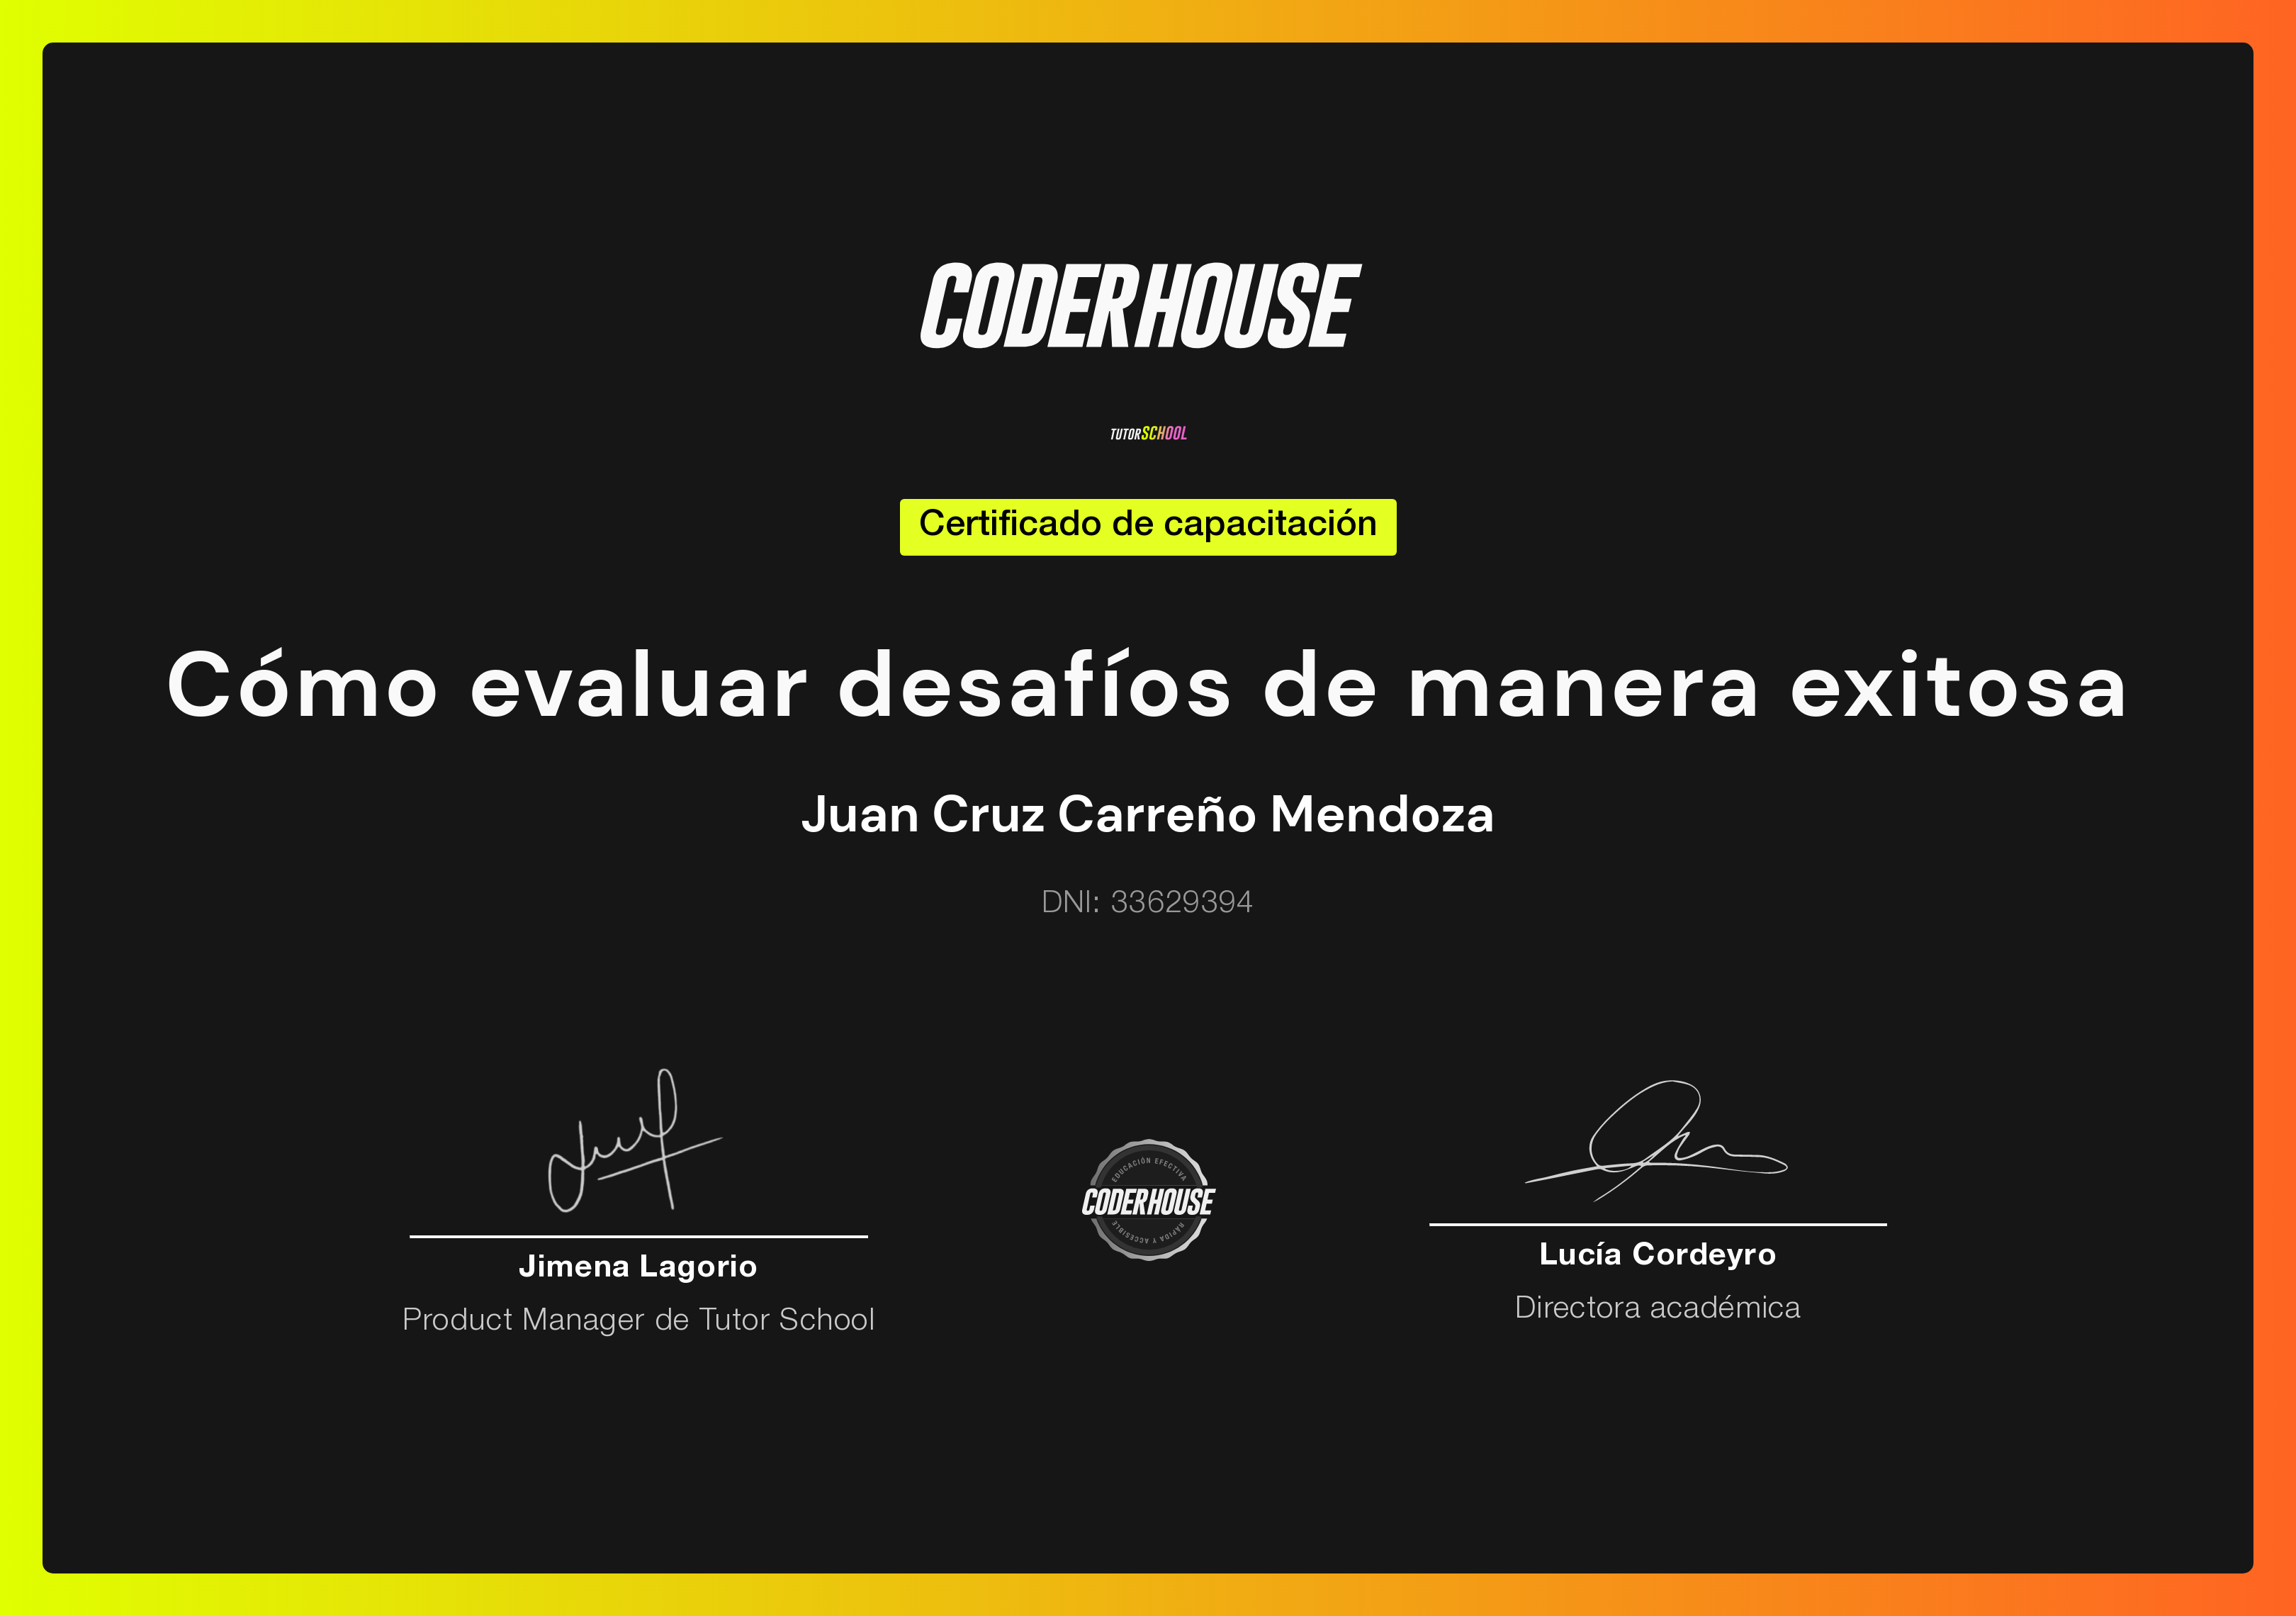 CODERHOUSE
TUTORSCHOOL
Certificado de capacitación
Cómo evaluar desafíos de manera exitosa
Juan Cruz Carreño Mendoza
DNI: 33629394
Jimena Lagorio
Product Manager de Tutor School
EDUCACIÓN EFECTIVA
CODERHOUSE
RÁPIDA Y ACCESIBLE
Lucía Cordeyro
Directora académica